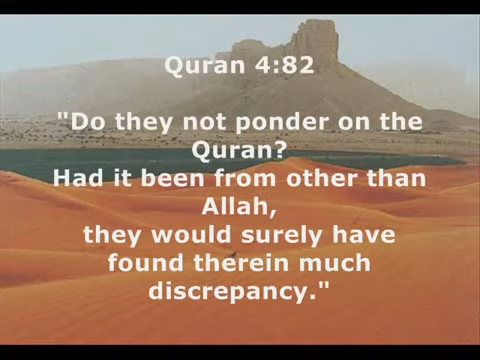 Quran 4:82
"Do they not ponder on the
Quran?
Had it been from other than
Allah,
they would surely have
found therein much
discrepancy."